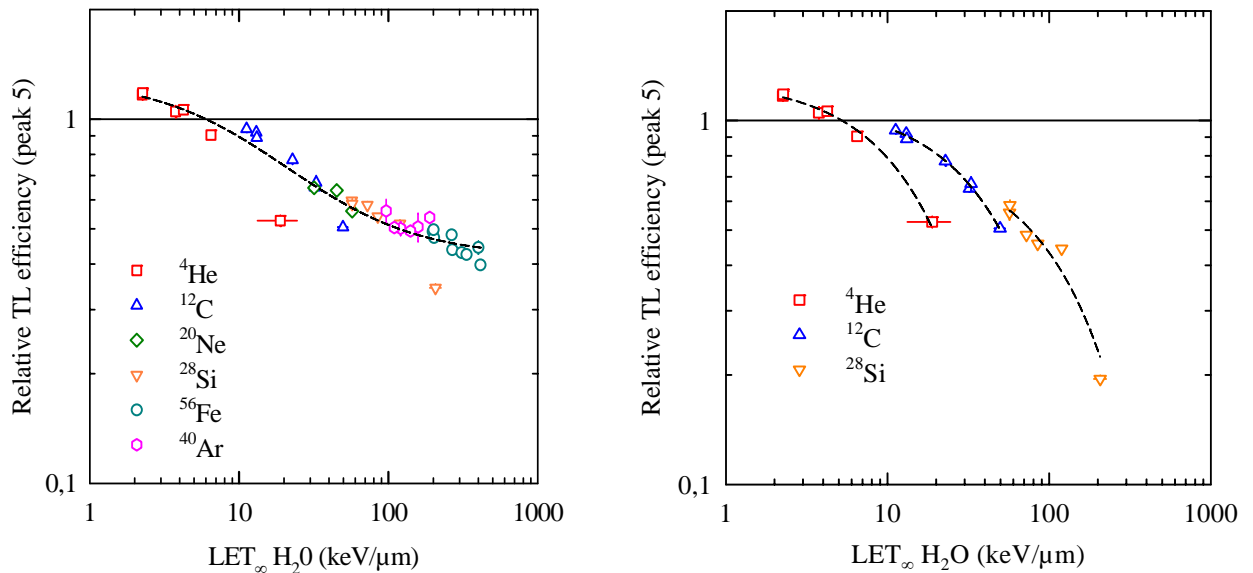 Relative TL efficiency (peak 5)
1
0,1
1 10 100 1000
LET∞ H₂0 (keV/μm)
⁴He
¹²C
²⁰Ne
²⁸Si
⁵⁶Fe
⁴⁰Ar
Relative TL efficiency (peak 5)
1
0,1
1 10 100 1000
LET∞ H₂O (keV/μm)
⁴He
¹²C
²⁸Si